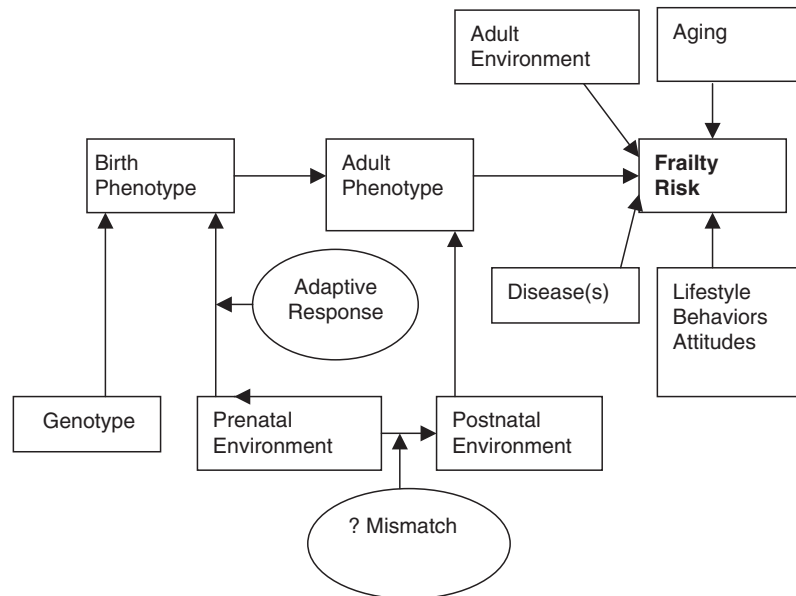 Adult
Environment
Aging
Birth
Phenotype
Adult
Phenotype
Frailty
Risk
Adaptive
Response
Disease(s)
Lifestyle
Behaviors
Attitudes
Genotype
Prenatal
Environment
Postnatal
Environment
? Mismatch